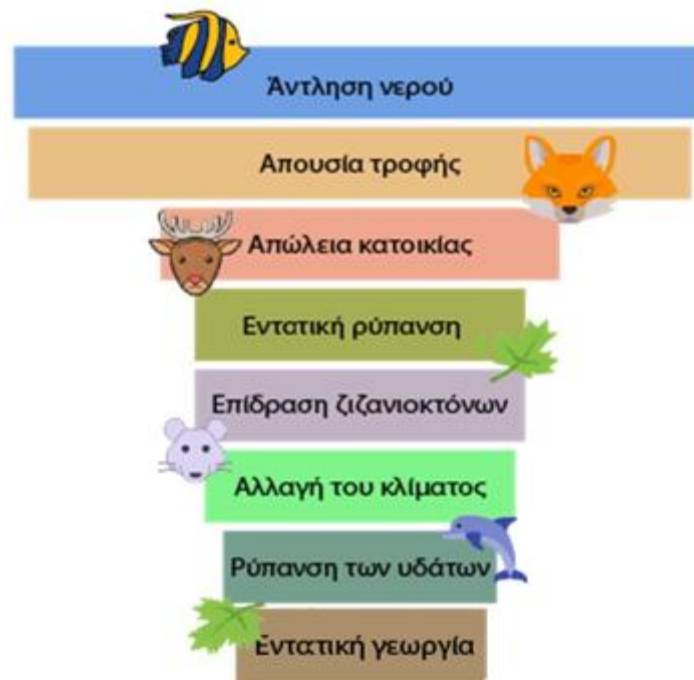 Άντληση νερού
Απουσία τροφής
Απώλεια κατοικίας
Εντατική ρύπανση
Επίδραση ζιζανιοκτόνων
Αλλαγή του κλίματος
Ρύπανση των υδάτων
Εντατική γεωργία